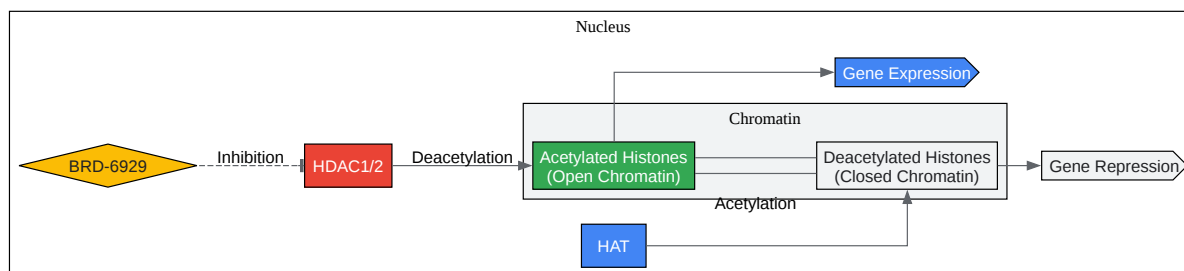 Nucleus
Gene Expression
Chromatin
BRD-6929
Inhibition
HDAC1/2
Deacetylation
Acetylated Histones
(Open Chromatin)
Deacetylated Histones
(Closed Chromatin)
Gene Repression
Acetylation
HAT